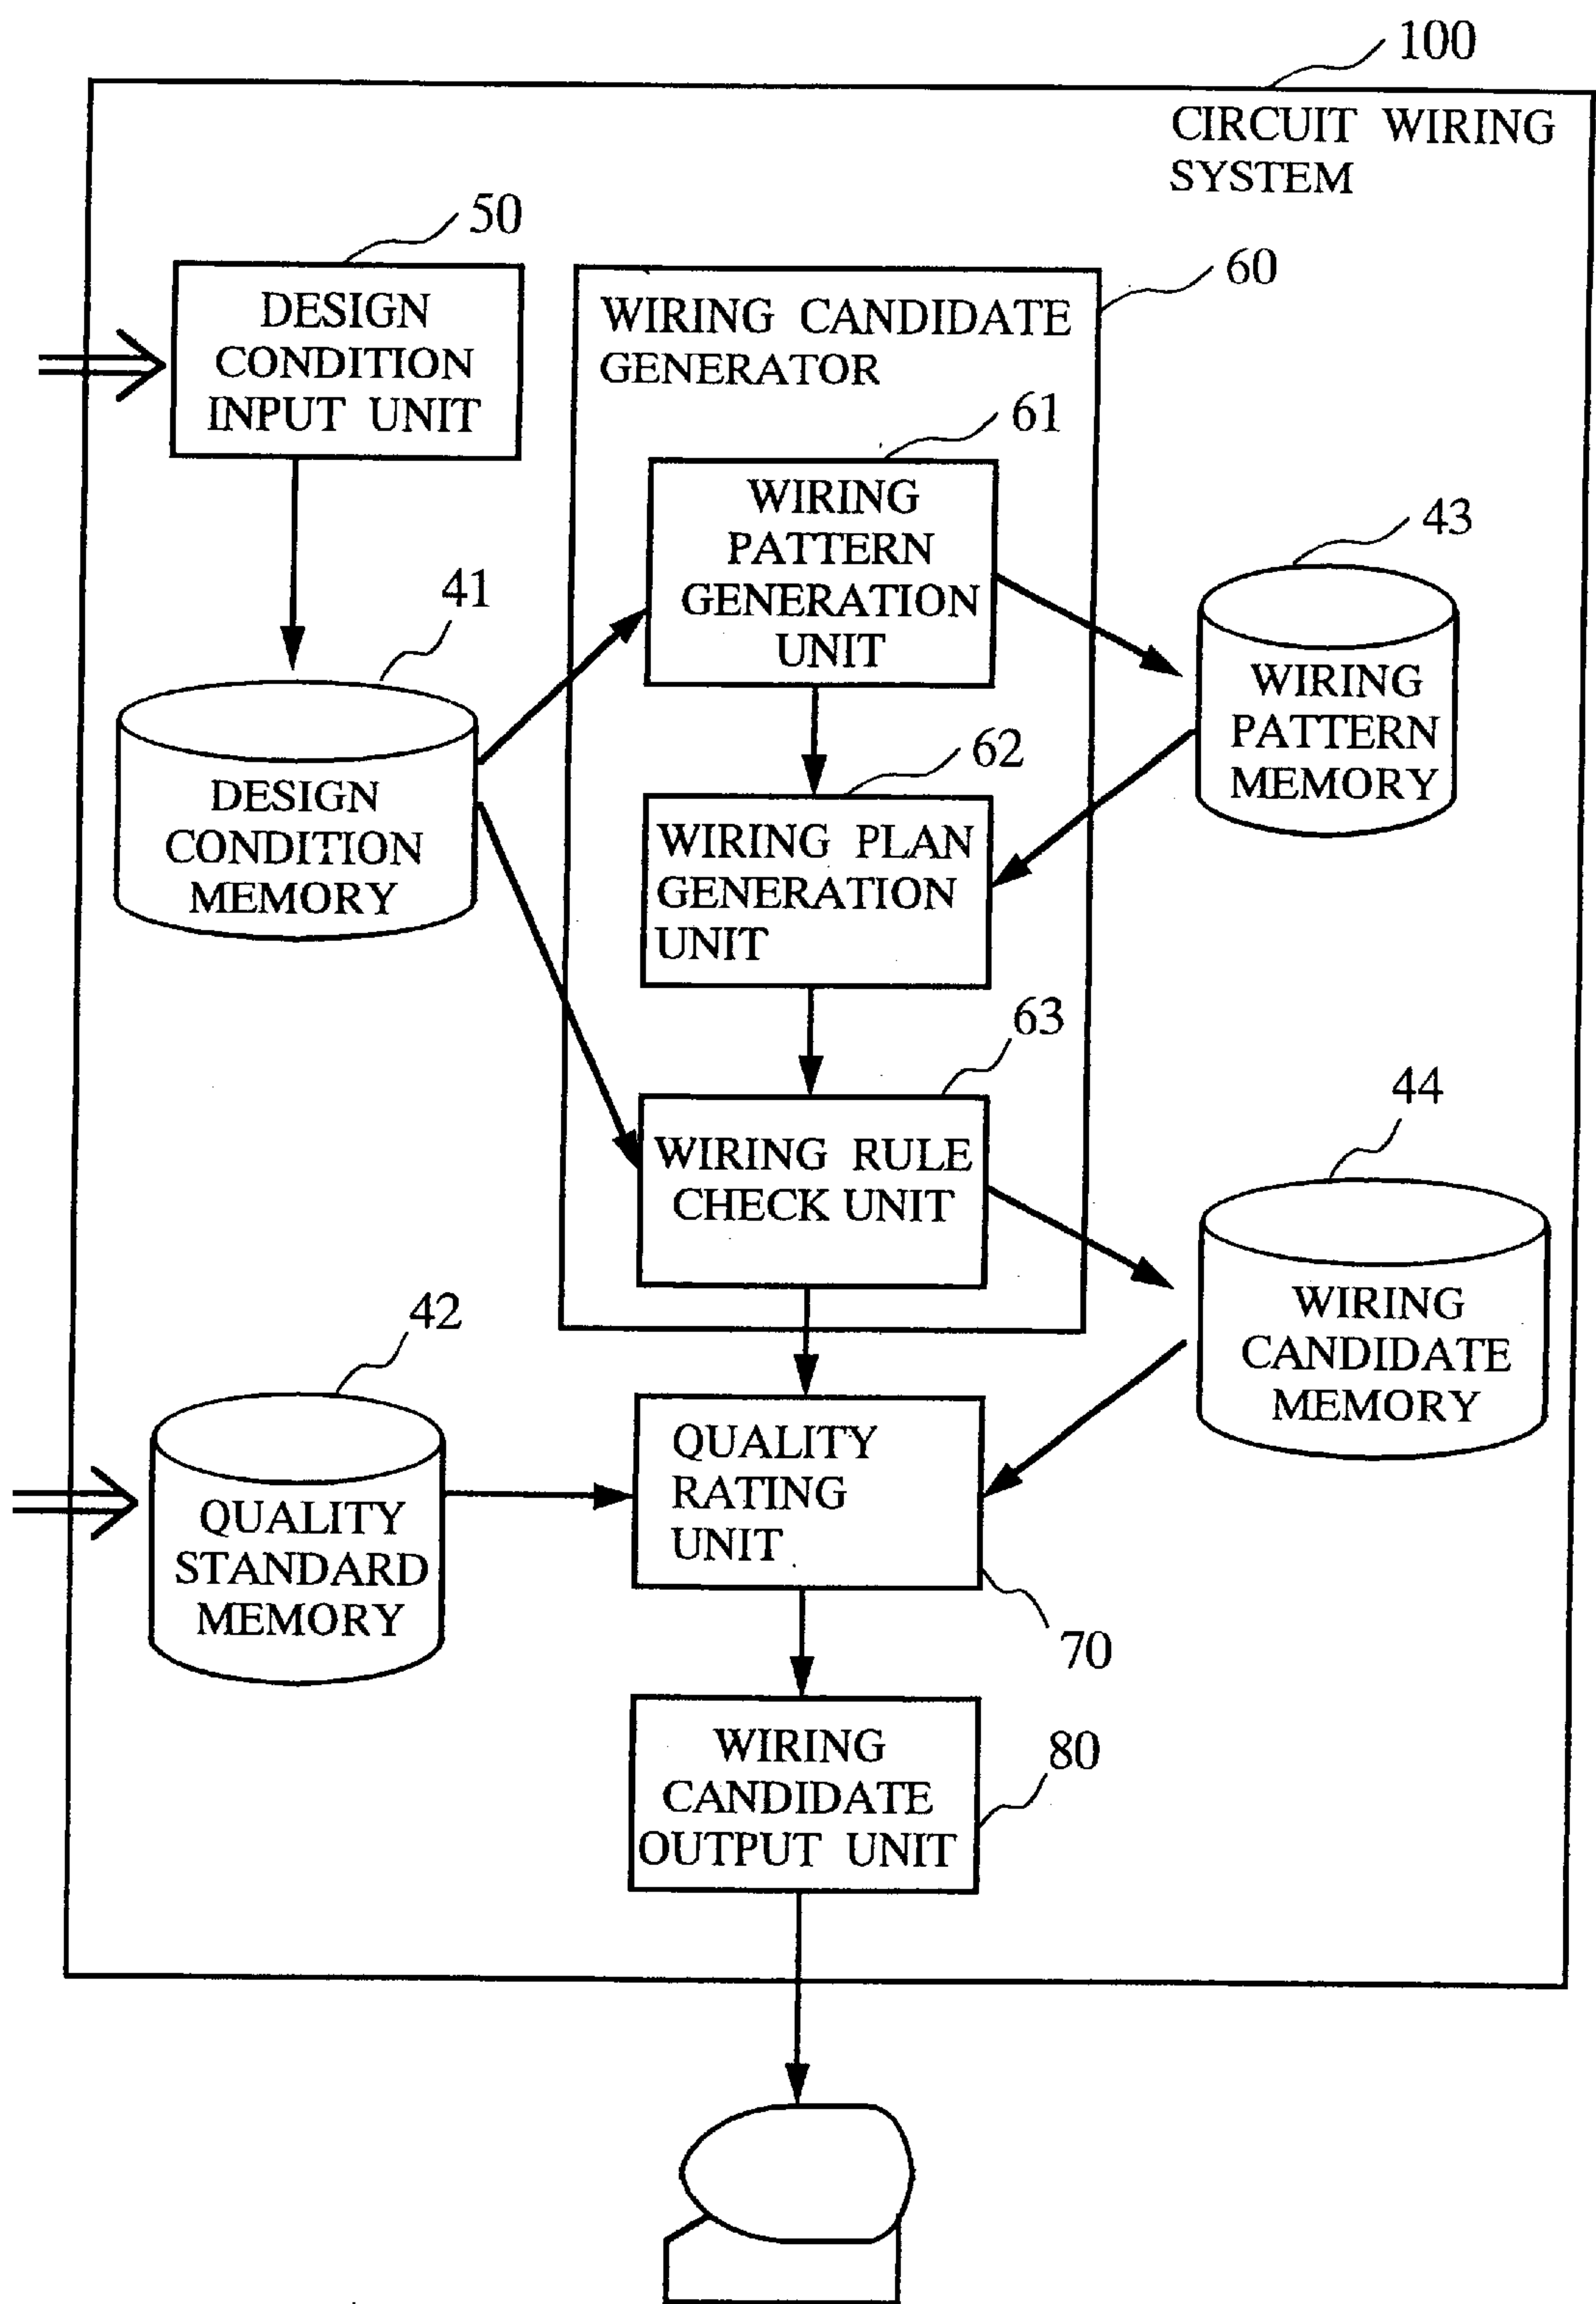 100
CIRCUIT WIRING
SYSTEM
50
DESIGN
CONDITION
INPUT UNIT
60
WIRING CANDIDATE
GENERATOR
61
WIRING
PATTERN
GENERATION
UNIT
43
WIRING
PATTERN
MEMORY
41
DESIGN
CONDITION
MEMORY
62
WIRING PLAN
GENERATION
UNIT
63
WIRING RULE
CHECK UNIT
44
WIRING
CANDIDATE
MEMORY
42
QUALITY
STANDARD
MEMORY
QUALITY
RATING
UNIT
70
WIRING
CANDIDATE
OUTPUT UNIT
80